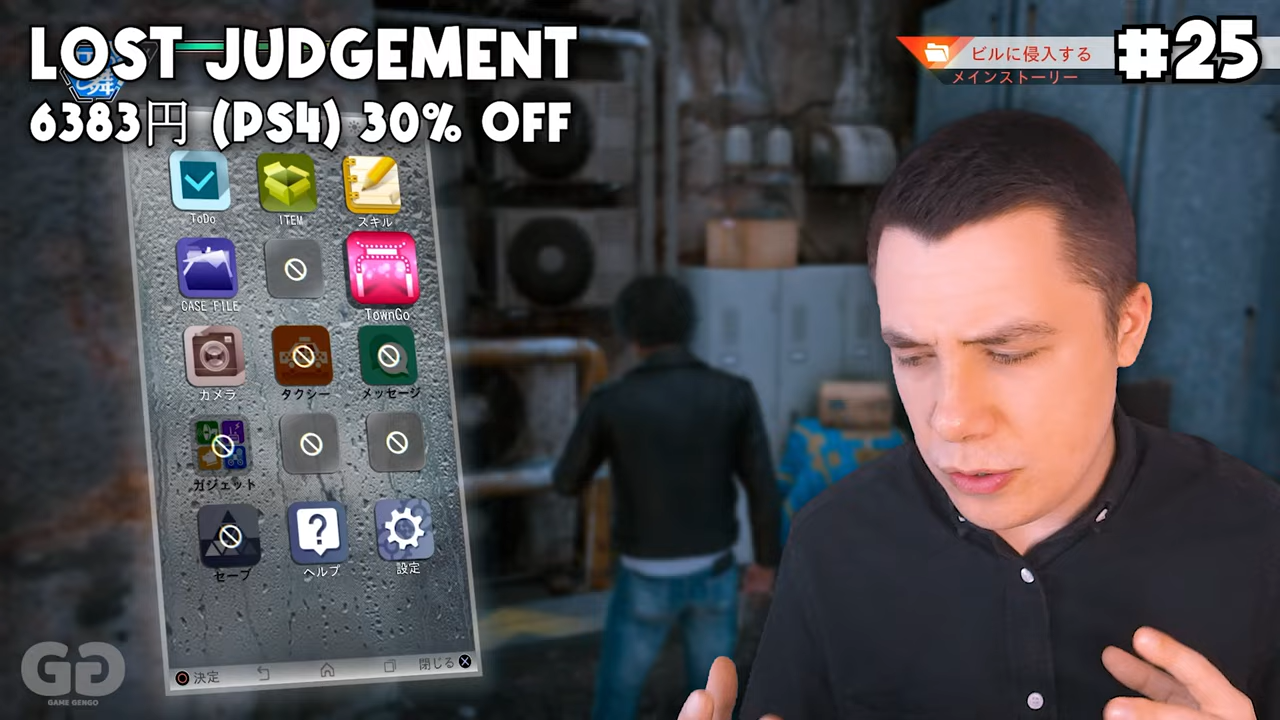 LOST JUDGEMENT
6383円 (PS4) 30% OFF
#25
ビルに侵入する
メインストーリー
舞
ToDo
ITEM
スキル
CASE FILE
TownGo
カメラ
タクシー
メッセージ
ガジェット
セーブ
ヘルプ
設定
決定
閉じる
GG
GAME GENGO